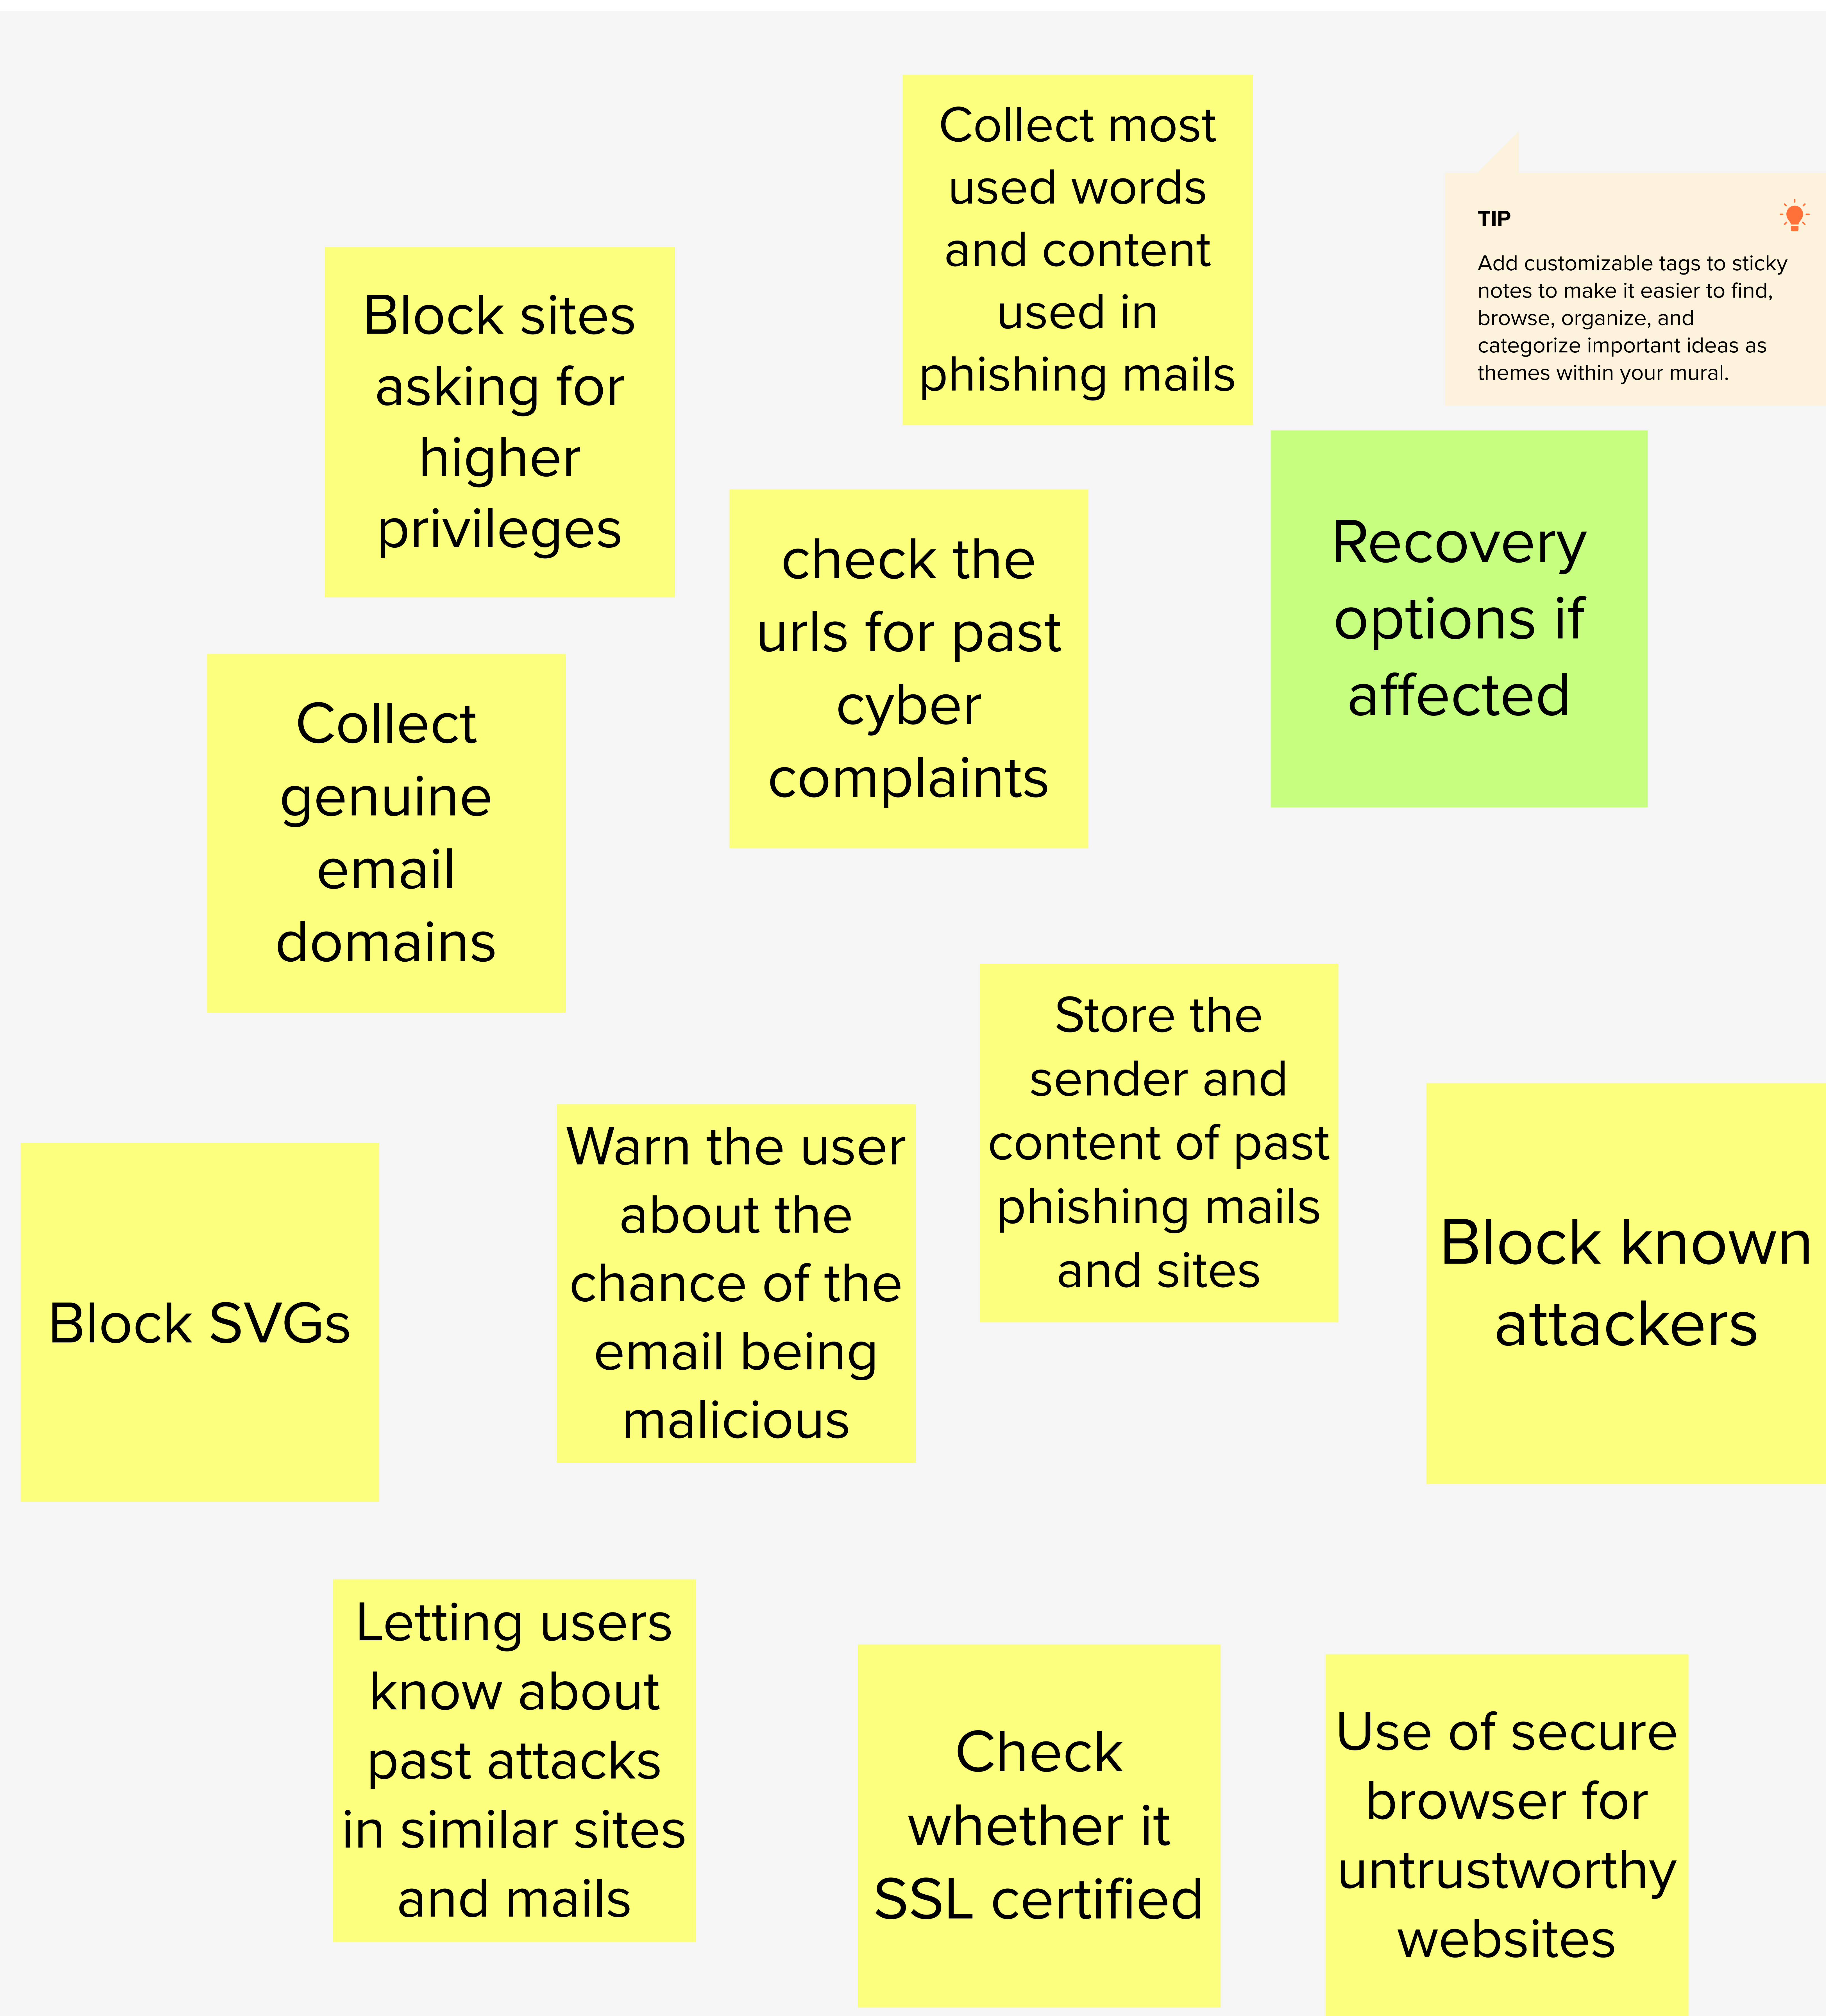 Collect most
used words
and content
used in
phishing mails
TIP
Add customizable tags to sticky
notes to make it easier to find,
browse, organize, and
categorize important ideas as
themes within your mural.
Block sites
asking for
higher
privileges
check the
urls for past
cyber
complaints
Recovery
options if
affected
Collect
genuine
email
domains
Store the
sender and
content of past
phishing mails
and sites
Block known
attackers
Warn the user
about the
chance of the
email being
malicious
Block SVGs
Letting users
know about
past attacks
in similar sites
and mails
Check
whether it
SSL certified
Use of secure
browser for
untrustworthy
websites